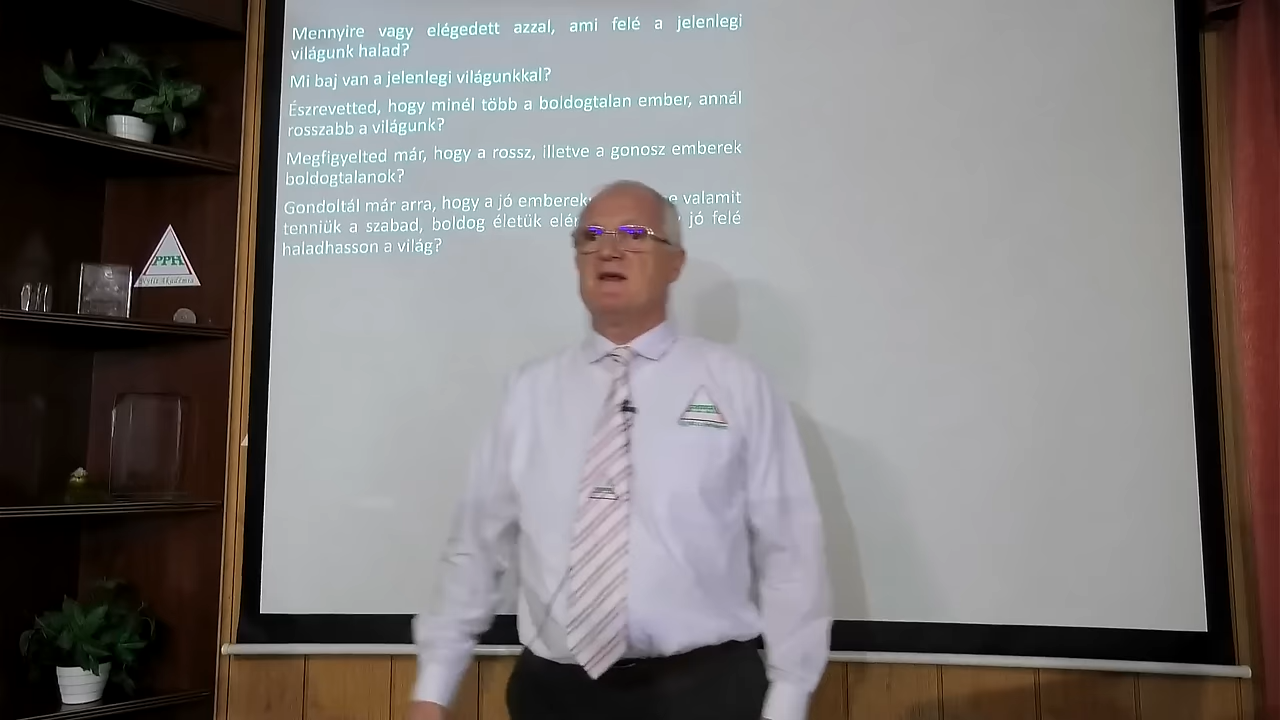 Mennyire vagy elégedett azzal, ami felé a jelenlegi
világunk halad?
Mi baj van a jelenlegi világunkkal?
Észrevetted, hogy minél több a boldogtalan ember, annál
rosszabb a világunk?
Megfigyelted már, hogy a rossz, illetve a gonosz emberek
boldogtalanok?
Gondoltál már arra, hogy a jó emberek valamit
tenniük a szabad, boldog életük jó felé
haladhasson a világ?
PPH